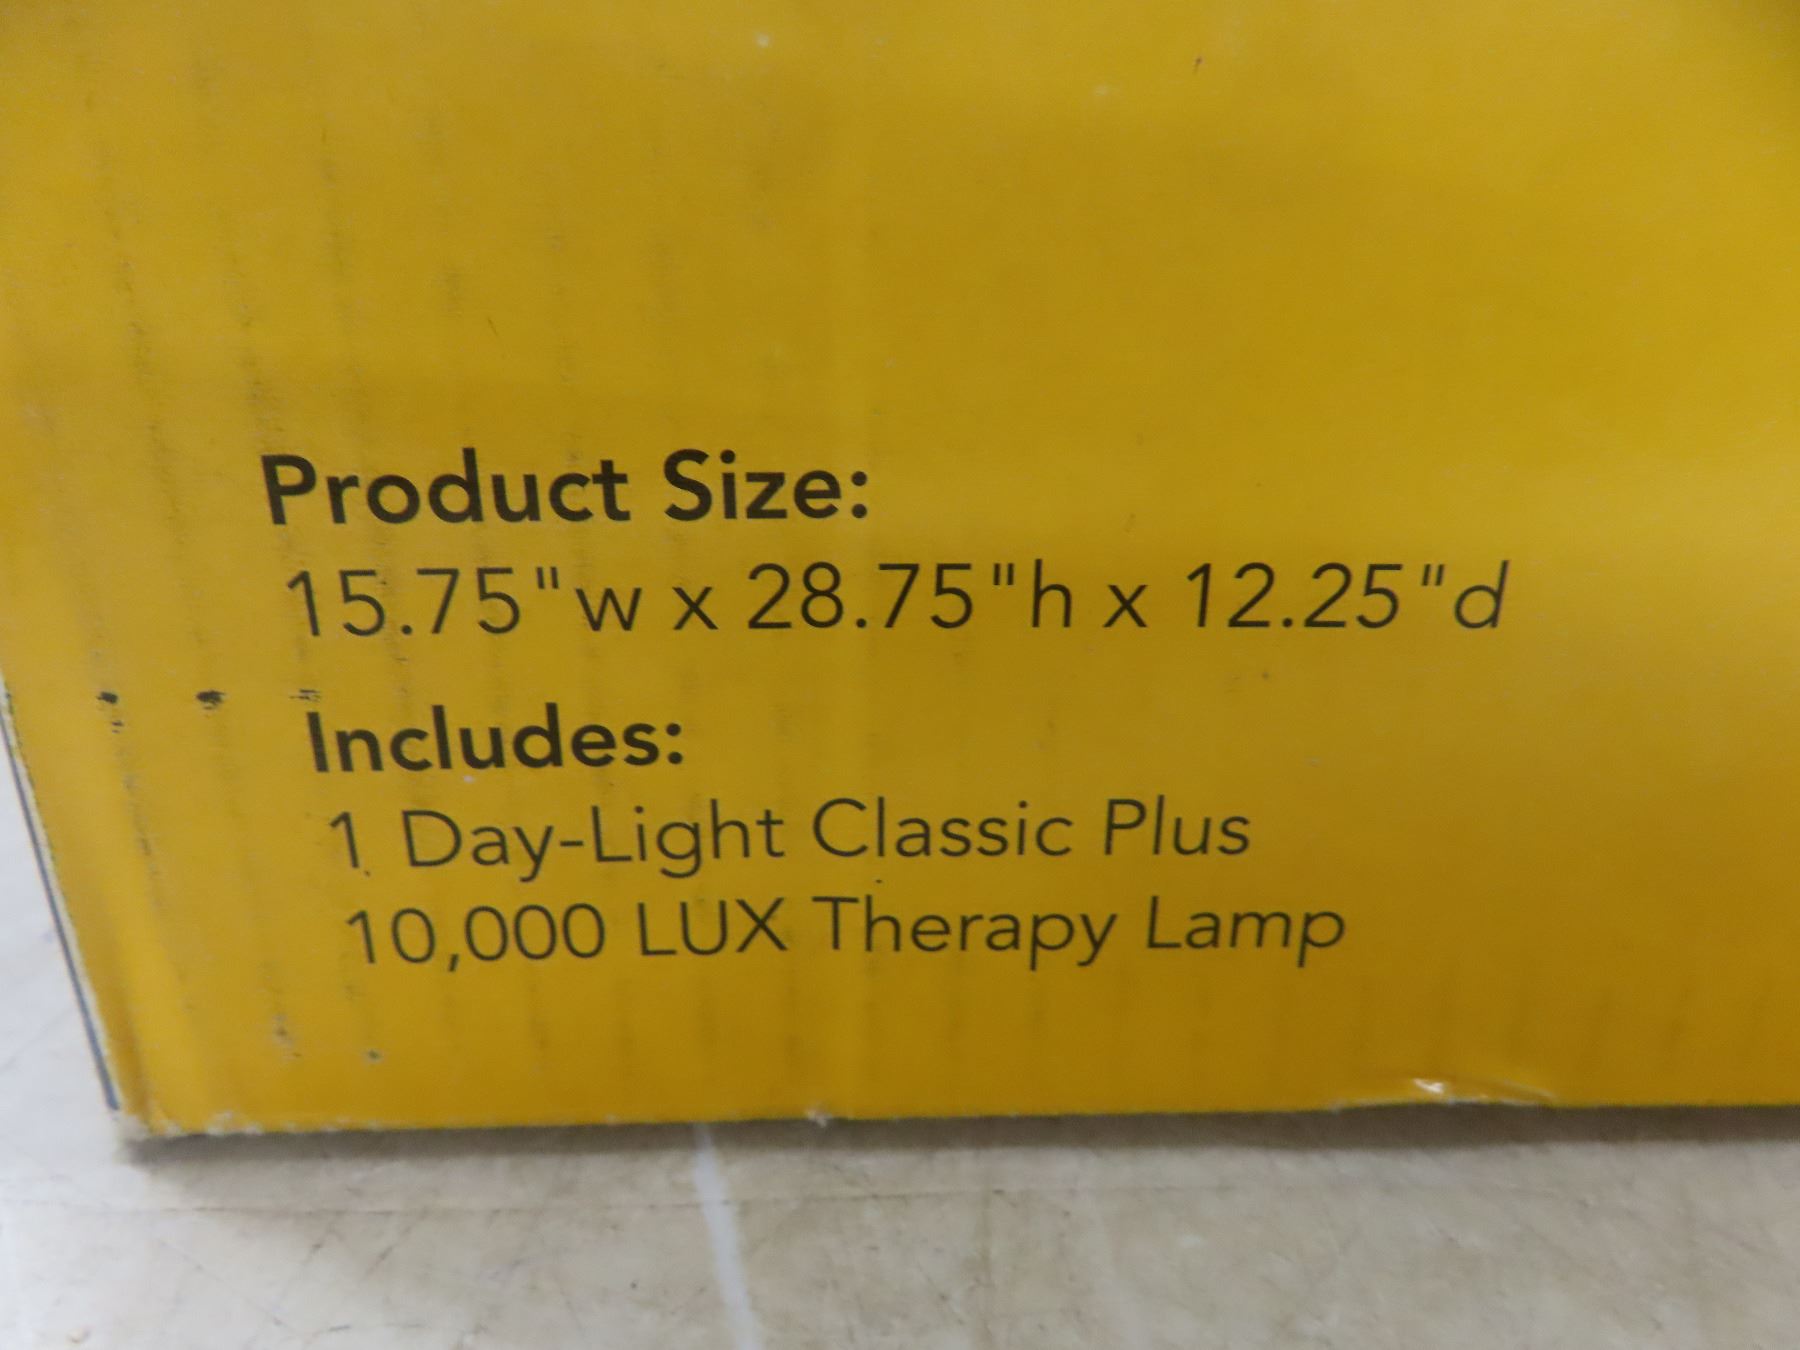 Product Size:
15.75"w x 28.75"h x 12.25"d
Includes:
1 Day-Light Classic Plus
10,000 LUX Therapy Lamp